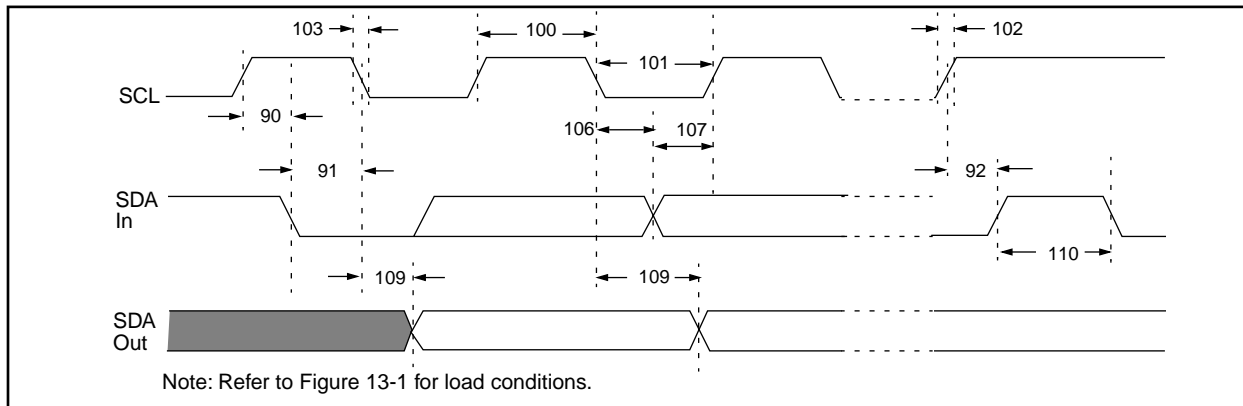 103
100
101
102
SCL
90
106
107
91
92
SDA
In
109
109
110
SDA
Out
Note: Refer to Figure 13-1 for load conditions.